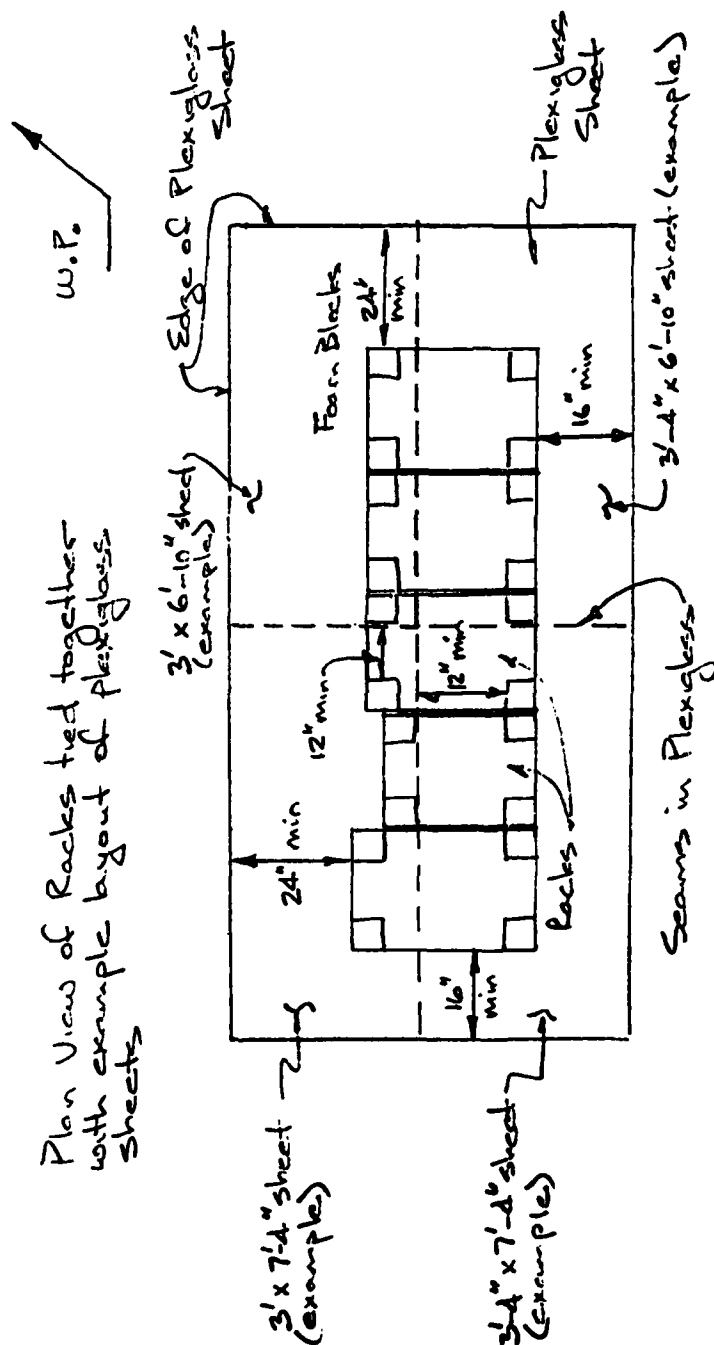 Plan View of Racks tied together
with example layout of plexiglass
sheets
W.P.
Edge of Plexiglass
Sheet
3' x 6'-10" sheet
(example)
Foam Blocks
24"
min
24" min
12" min
12" min
16"
min
16" min
Racks
3' x 7'-4" sheet
(example)
3'-4" x 7'-4" sheet
(example)
Seams in Plexiglass
3'-4" x 6'-10" sheet (example)
Plexiglass
Sheet